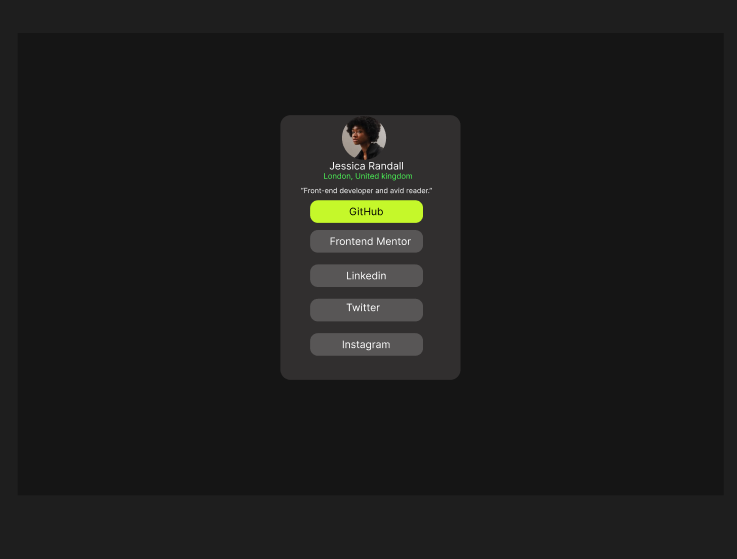 Jessica Randall
London, United kingdom
“Front-end developer and avid reader.”
GitHub
Frontend Mentor
Linkedin
Twitter
Instagram